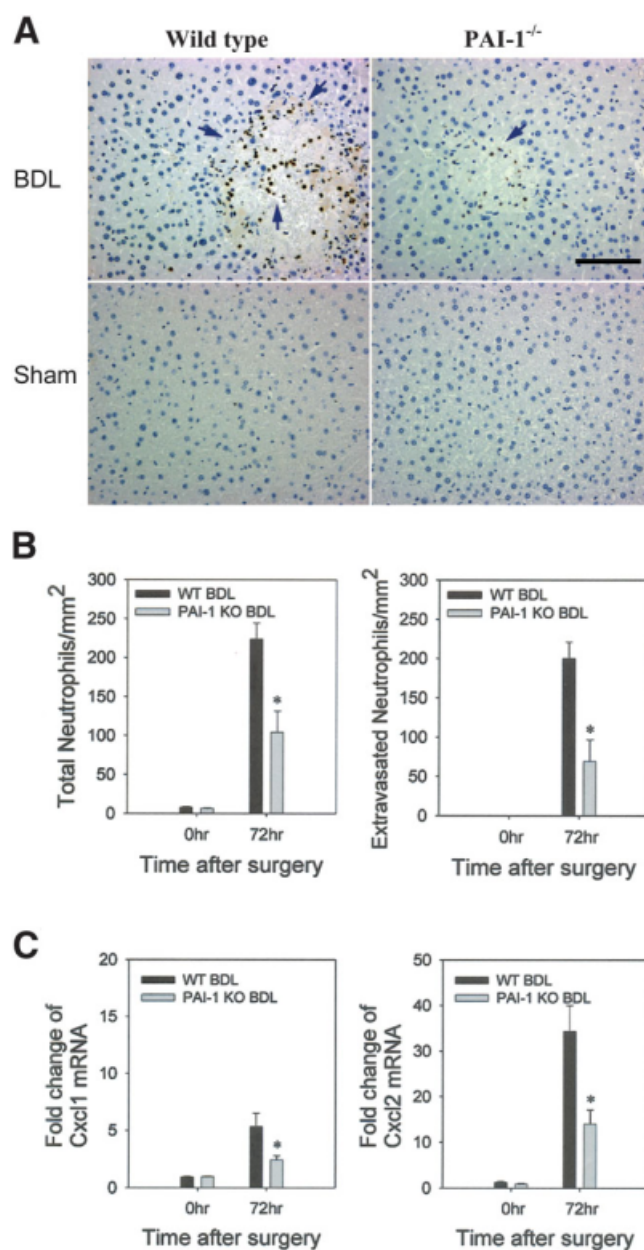 A
Wild type
PAI-1-/-
BDL
Sham
B
Total Neutrophils/mm2
300
250
200
150
100
50
0
WT BDL
PAI-1 KO BDL
*
0hr
72hr
Time after surgery
Extravasated Neutrophils/mm2
300
250
200
150
100
50
0
WT BDL
PAI-1 KO BDL
*
0hr
72hr
Time after surgery
C
Fold change of
Cxcl1 mRNA
20
15
10
5
0
WT BDL
PAI-1 KO BDL
*
0hr
72hr
Time after surgery
Fold change of
Cxcl2 mRNA
50
40
30
20
10
0
WT BDL
PAI-1 KO BDL
*
0hr
72hr
Time after surgery